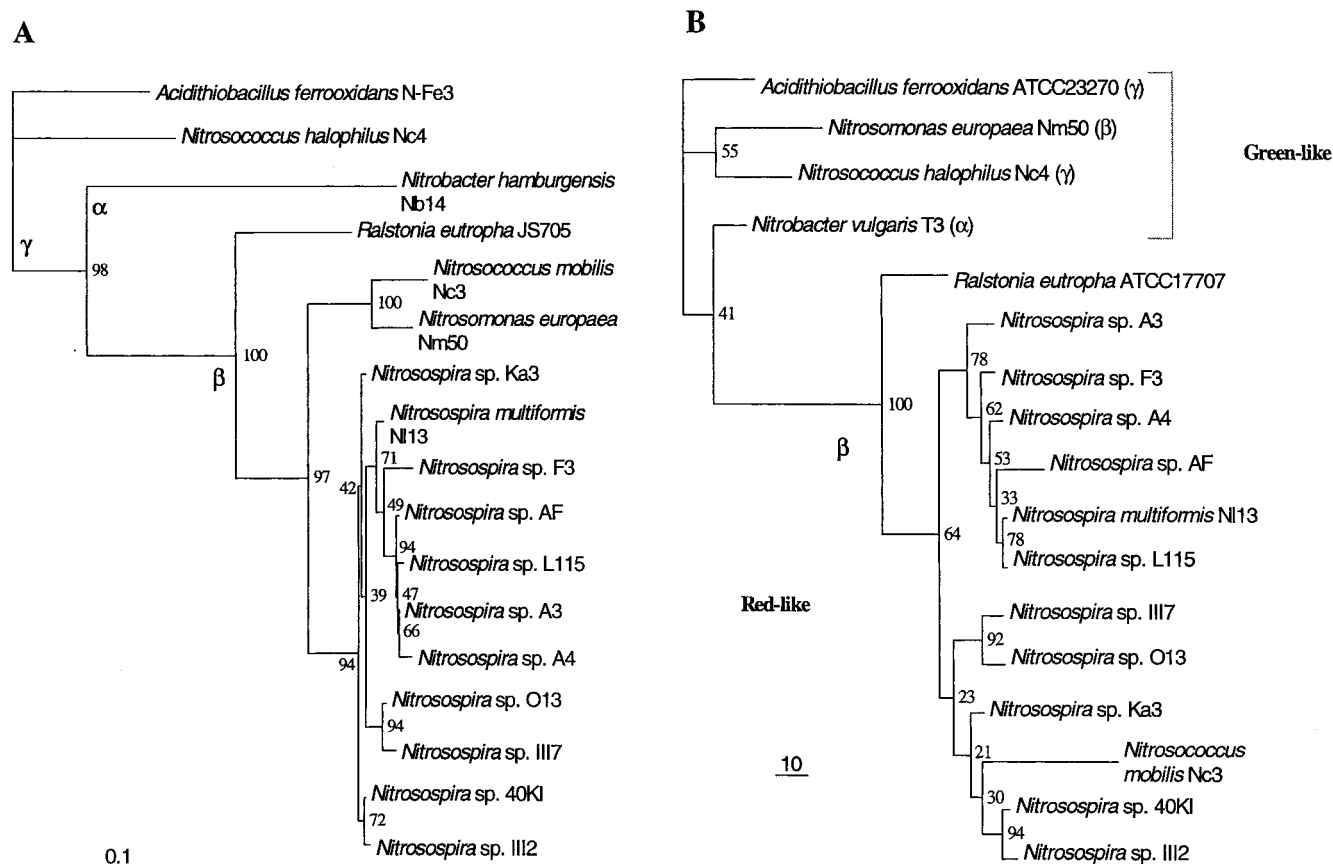 A
Acidithiobacillus ferrooxidans N-Fe3
Nitrosococcus halophilus Nc4
Nitrobacter hamburgensis
Nb14
α
Ralstonia eutropha JS705
γ
98
Nitrosococcus mobilis
Nc3
100
Nitrosomonas europaea
Nm50
100
β
Nitrosospira sp. Ka3
Nitrosospira multiformis
Nl13
71
Nitrosospira sp. F3
97
42
49
Nitrosospira sp. AF
94
Nitrosospira sp. L115
39
47
Nitrosospira sp. A3
66
94
Nitrosospira sp. A4
Nitrosospira sp. O13
94
Nitrosospira sp. III7
Nitrosospira sp. 40KI
72
Nitrosospira sp. III2
0.1
B
Acidithiobacillus ferrooxidans ATCC23270 (γ)
Nitrosomonas europaea Nm50 (β)
55
Green-like
Nitrosococcus halophilus Nc4 (γ)
Nitrobacter vulgaris T3 (α)
Ralstonia eutropha ATCC17707
41
Nitrosospira sp. A3
78
Nitrosospira sp. F3
100
62
Nitrosospira sp. A4
β
53
Nitrosospira sp. AF
33
Nitrosospira multiformis Nl13
64
78
Nitrosospira sp. L115
Red-like
Nitrosospira sp. III7
92
Nitrosospira sp. O13
23
Nitrosospira sp. Ka3
21
Nitrosococcus
mobilis Nc3
10
30
Nitrosospira sp. 40KI
94
Nitrosospira sp. III2